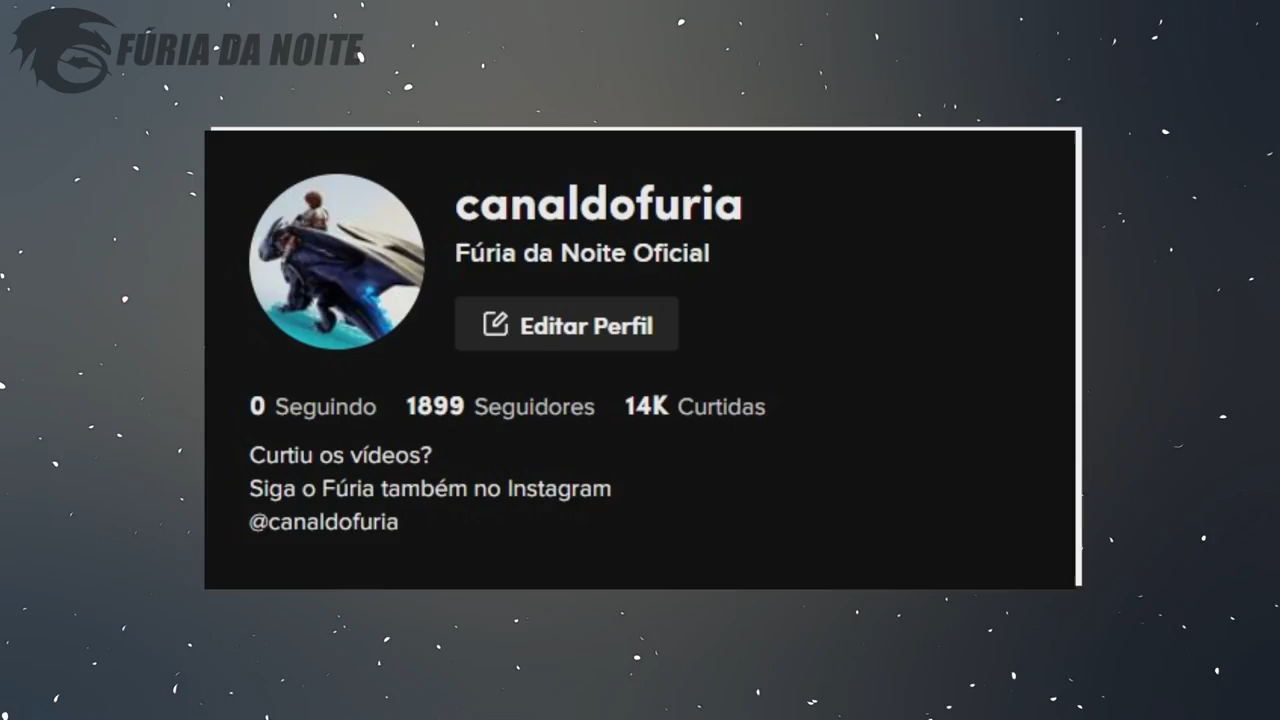 FÚRIA DA NOITE
canaldofuria
Fúria da Noite Oficial
Editar Perfil
0 Seguindo 1899 Seguidores 14K Curtidas
Curtiu os vídeos?
Siga o Fúria também no Instagram
@canaldofuria